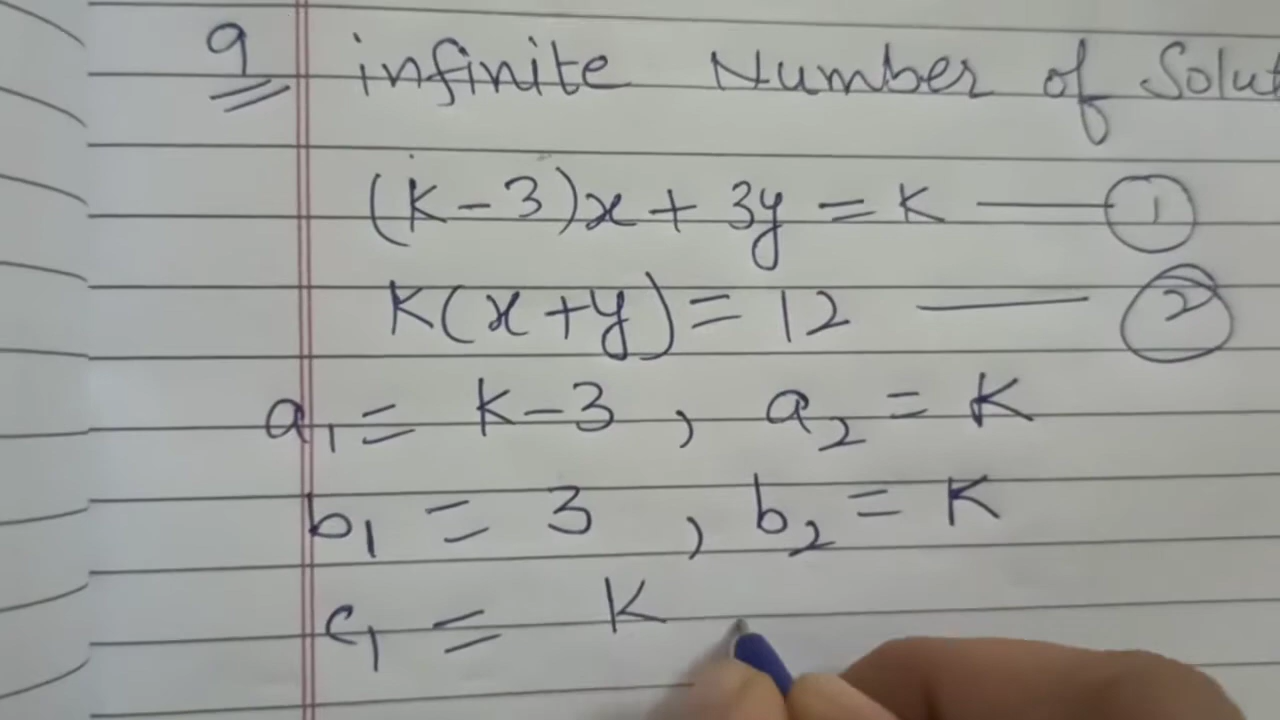 9 infinite Number of Solut
(k-3)x + 3y = k — 1
k(x+y) = 12 — 2
a₁ = k-3, a₂ = k
b₁ = 3, b₂ = k
c₁ = k